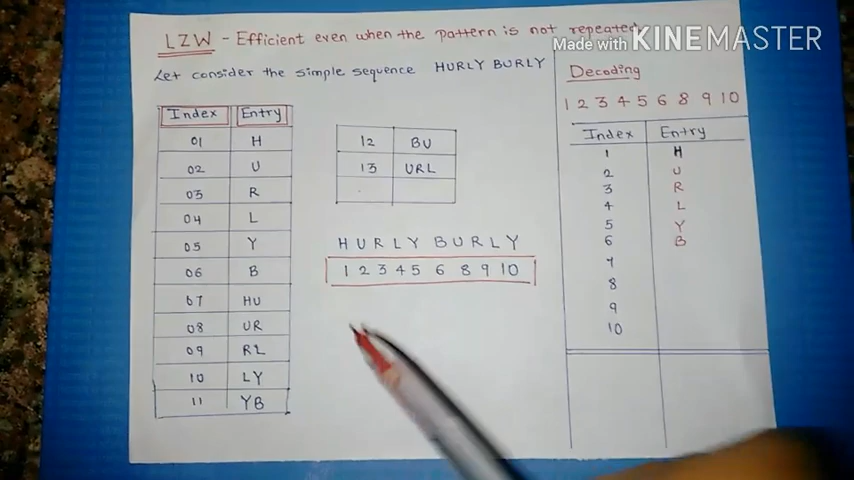 LZW - Efficient even when the pattern is not repeated
Made with KINEMASTER
Let consider the simple sequence HURLY BURLY
Index Entry
01 H
02 U
03 R
04 L
05 Y
06 B
07 HU
08 UR
09 RL
10 LY
11 YB
12 BU
13 URL
HURLY BURLY
1 2 3 4 5 6 8 9 10
Decoding
1 2 3 4 5 6 8 9 10
Index Entry
1 H
2 U
3 R
4 L
5 Y
6 B
7
8
9
10